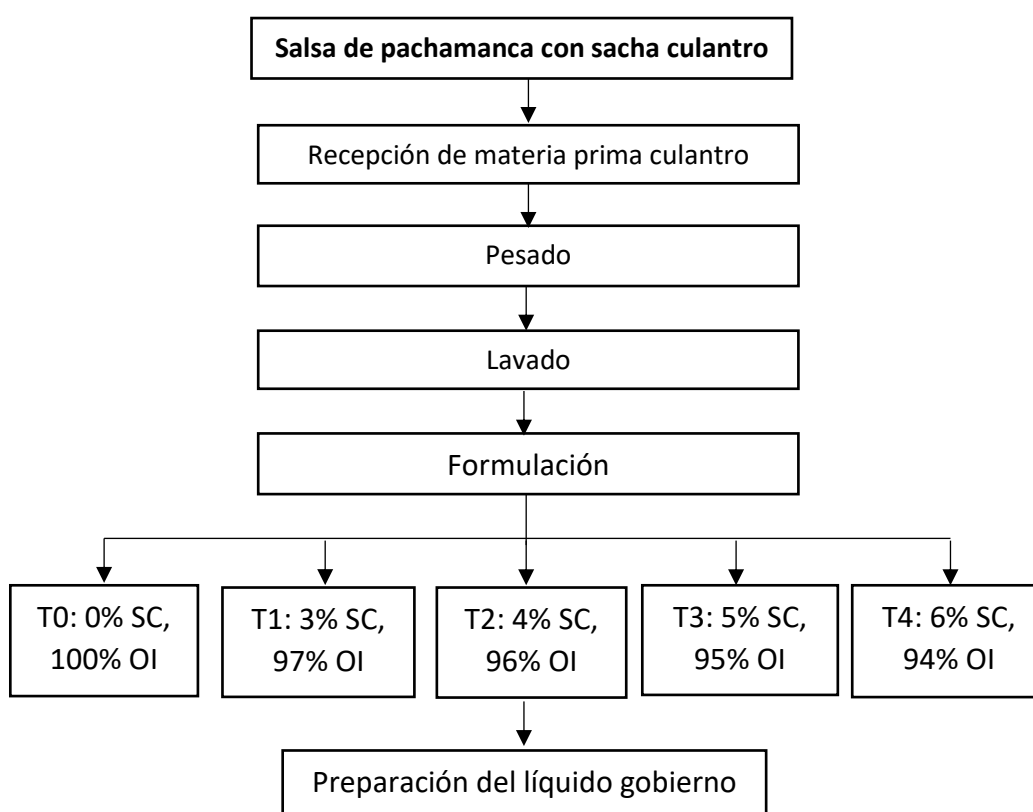 Salsa de pachamanca con sacha culantro
Recepción de materia prima culantro
Pesado
Lavado
Formulación
T0: 0% SC,
100% OI
T1: 3% SC,
97% OI
T2: 4% SC,
96% OI
T3: 5% SC,
95% OI
T4: 6% SC,
94% OI
Preparación del líquido gobierno